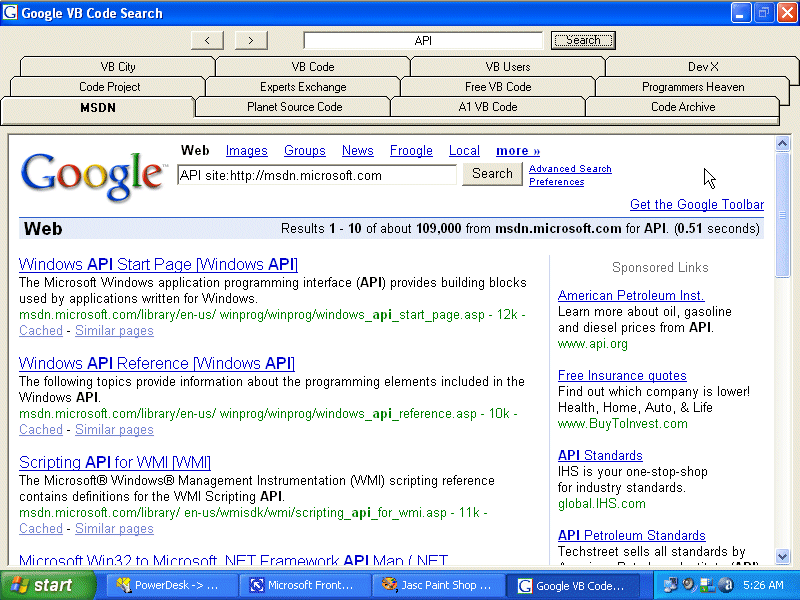 Google VB Code Search
< > API Search
VB City VB Code VB Users Dev X
Code Project Experts Exchange Free VB Code Programmers Heaven
MSDN Planet Source Code A1 VB Code Code Archive
Google™
Web Images Groups News Froogle Local more »
API site:http://msdn.microsoft.com Search Advanced Search
Preferences
Get the Google Toolbar
Web Results 1 - 10 of about 109,000 from msdn.microsoft.com for API. (0.51 seconds)
Windows API Start Page [Windows API]
The Microsoft Windows application programming interface (API) provides building blocks
used by applications written for Windows.
msdn.microsoft.com/library/en-us/ winprog/winprog/windows_api_start_page.asp - 12k -
Cached - Similar pages
Windows API Reference [Windows API]
The following topics provide information about the programming elements included in the
Windows API.
msdn.microsoft.com/library/en-us/ winprog/winprog/windows_api_reference.asp - 10k -
Cached - Similar pages
Scripting API for WMI [WMI]
The Microsoft® Windows® Management Instrumentation (WMI) scripting reference
contains definitions for the WMI Scripting API.
msdn.microsoft.com/library/ en-us/wmisdk/wmi/scripting_api_for_wmi.asp - 11k -
Cached - Similar pages
Microsoft Win32 to Microsoft .NET Framework API Map (.NET
Sponsored Links
American Petroleum Inst.
Learn more about oil, gasoline
and diesel prices from API.
www.api.org
Free Insurance quotes
Find out which company is lower!
Health, Home, Auto, & Life
www.BuyToInvest.com
API Standards
IHS is your one-stop-shop
for industry standards.
global.IHS.com
API Petroleum Standards
Techstreet sells all standards by
American Petroleum Institute (API)
start PowerDesk -> ... Microsoft Front... Jasc Paint Shop ... Google VB Code... 5:26 AM